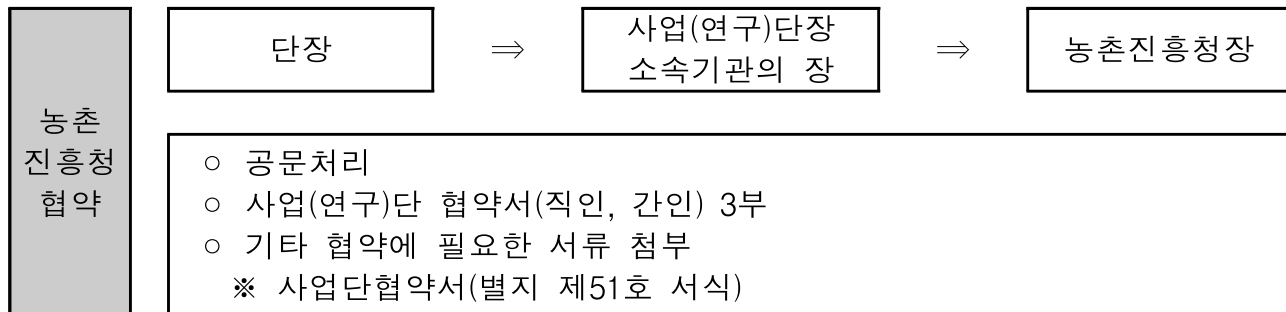 농촌
진흥청
협약
단장 ⇒ 사업(연구)단장 ⇒ 농촌진흥청장
소속기관의 장
○ 공문처리
○ 사업(연구)단 협약서(직인, 간인) 3부
○ 기타 협약에 필요한 서류 첨부
※ 사업단협약서(별지 제51호 서식)